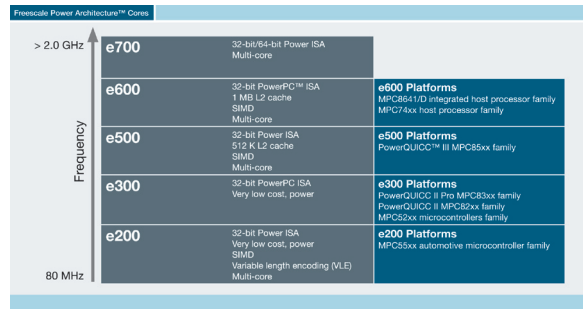 Freescale Power Architecture™ Cores
> 2.0 GHz
Frequency
80 MHz
e700
32-bit/64-bit Power ISA
Multi-core
e600
32-bit PowerPC™ ISA
1 MB L2 cache
SIMD
Multi-core
e600 Platforms
MPC8641/D integrated host processor family
MPC74xx host processor family
e500
32-bit Power ISA
512 K L2 cache
SIMD
Multi-core
e500 Platforms
PowerQUICC™ III MPC85xx family
e300
32-bit PowerPC ISA
Very low cost, power
e300 Platforms
PowerQUICC II Pro MPC83xx family
PowerQUICC II MPC82xx family
MPC52xx microcontrollers family
e200
32-bit Power ISA
Very low cost, power
SIMD
Variable length encoding (VLE)
Multi-core
e200 Platforms
MPC55xx automotive microcontroller family